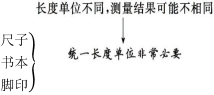 长度单位不同,测量结果可能不相同
尺子
书本
脚印
统一长度单位非常必要